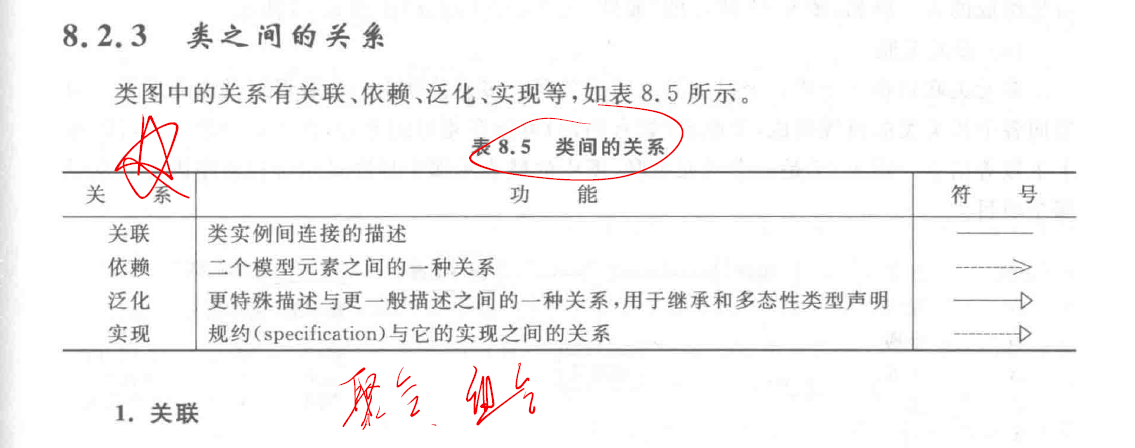 8.2.3 类之间的关系
类图中的关系有关联、依赖、泛化、实现等,如表 8.5 所示。
表 8.5 类间的关系
关 系 功 能 符 号
关联 类实例间连接的描述
依赖 二个模型元素之间的一种关系
泛化 更特殊描述与更一般描述之间的一种关系,用于继承和多态性类型声明
实现 规约(specification)与它的实现之间的关系
聚合、组合
1. 关联